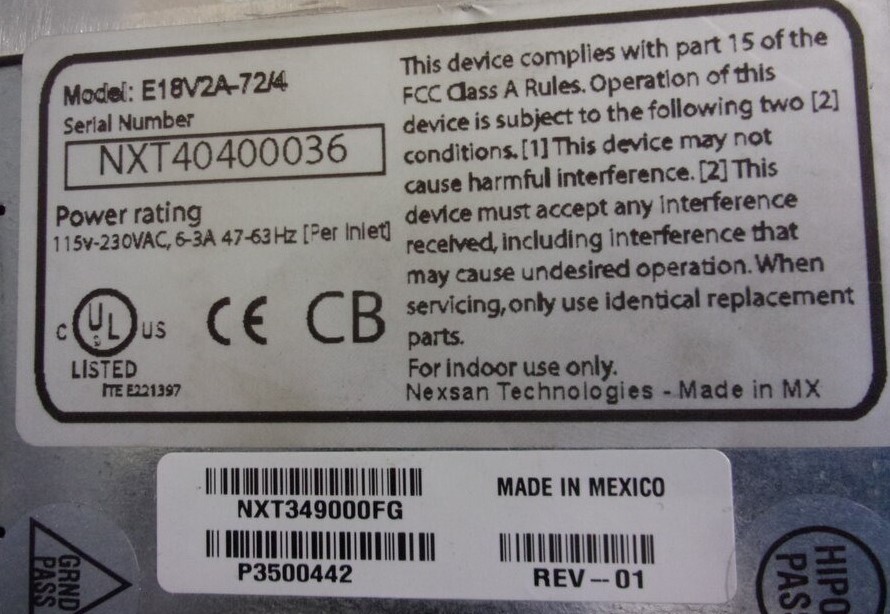 Model: E18V2A-72/4
Serial Number
NXT40400036
Power rating
115v-230VAC, 6-3A 47-63Hz [Per Inlet]
C UL US
LISTED
ITE E221397
CE CB
This device complies with part 15 of the
FCC Class A Rules. Operation of this
device is subject to the following two [2]
conditions. [1] This device may not
cause harmful interference. [2] This
device must accept any interference
received, including interference that
may cause undesired operation. When
servicing, only use identical replacement
parts.
For indoor use only.
Nexsan Technologies - Made in MX
NXT349000FG
P3500442
MADE IN MEXICO
REV--01
GRND
PASS